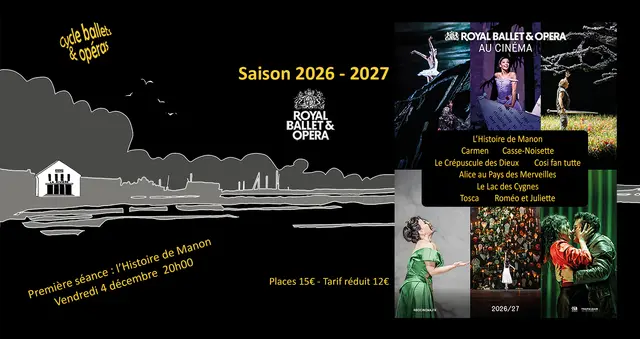 Cycle ballets
& opéras
Saison 2026 - 2027
ROYAL
BALLET &
OPERA
Première séance : l'Histoire de Manon
Vendredi 4 décembre 20h00
Places 15€ - Tarif réduit 12€
ROYAL BALLET & OPERA
AU CINÉMA
L'Histoire de Manon
Carmen Casse-Noisette
Le Crépuscule des Dieux Cosi fan tutte
Alice au Pays des Merveilles
Le Lac des Cygnes
Tosca Roméo et Juliette
2026/27